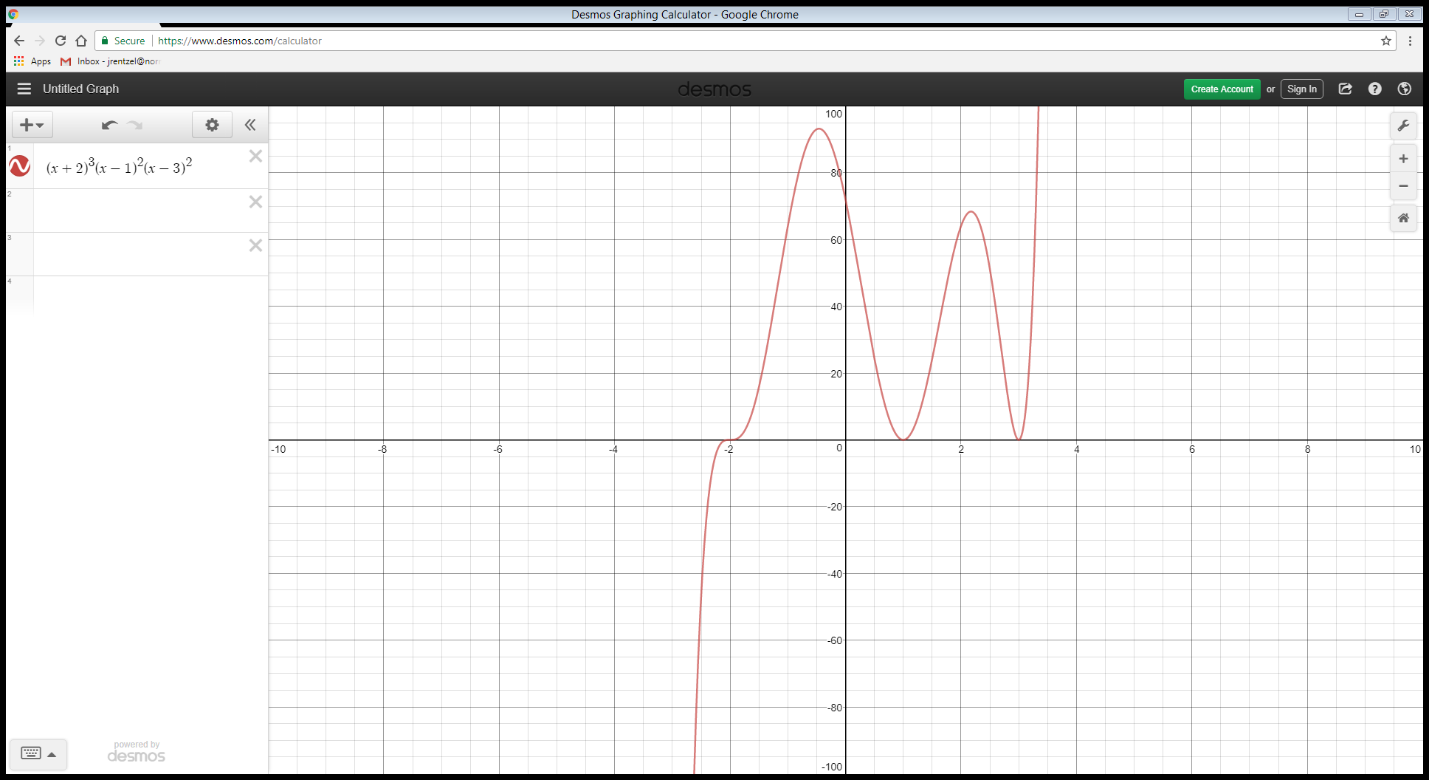 Desmos Graphing Calculator - Google Chrome
Secure | https://www.desmos.com/calculator
Apps Inbox - jrentzel@nor
Untitled Graph desmos Create Account or Sign In
1
(x + 2)³(x − 1)²(x − 3)²
2
3
4
100
80
60
40
20
-10 -8 -6 -4 -2 0 2 4 6 8 10
-20
-40
-60
-80
-100
powered by
desmos